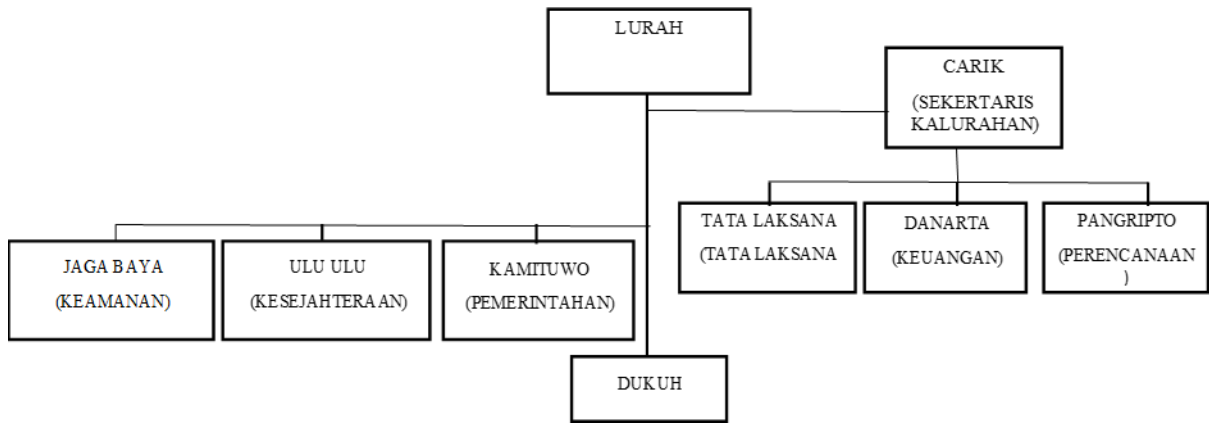 LURAH
CARIK
(SEKERTARIS
KALURAHAN)
TATA LAKSANA
(TATA LAKSANA
DANARTA
(KEUANGAN)
PANGRIPTO
(PERENCANAAN
)
JAGA BAYA
(KEAMANAN)
ULU ULU
(KESEJAHTERAAN)
KAMITUWO
(PEMERINTAHAN)
DUKUH